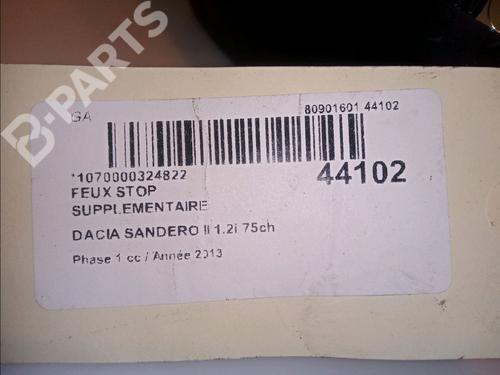 B-PARTS
GA
80901601 44102
*1070000324822
44102
FEUX STOP
SUPPLEMENTAIRE
DACIA SANDERO II 1.2i 75ch
Phase 1 cc / Année 2013